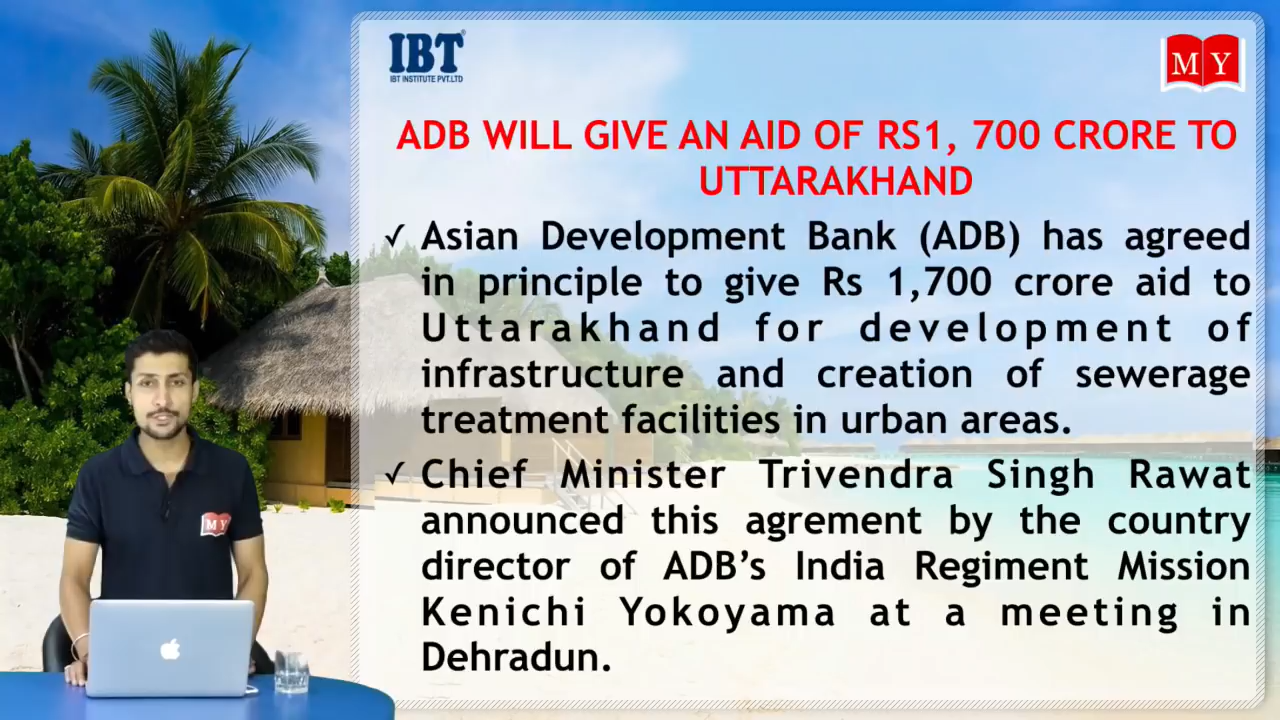 IBT
IBT INSTITUTE PVT.LTD
M Y
ADB WILL GIVE AN AID OF RS1, 700 CRORE TO
UTTARAKHAND
✓ Asian Development Bank (ADB) has agreed
in principle to give Rs 1,700 crore aid to
Uttarakhand for development of
infrastructure and creation of sewerage
treatment facilities in urban areas.
✓ Chief Minister Trivendra Singh Rawat
announced this agrement by the country
director of ADB’s India Regiment Mission
Kenichi Yokoyama at a meeting in
Dehradun.
M Y